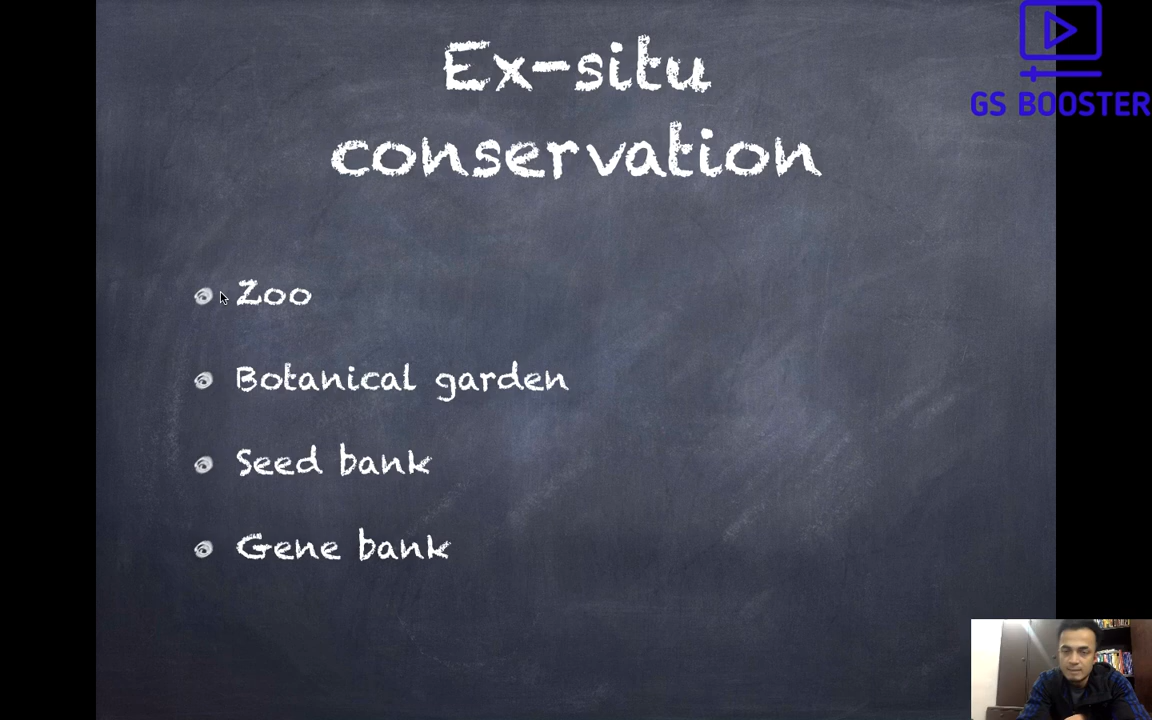 Ex-situ
conservation
GS BOOSTER
Zoo
Botanical garden
Seed bank
Gene bank